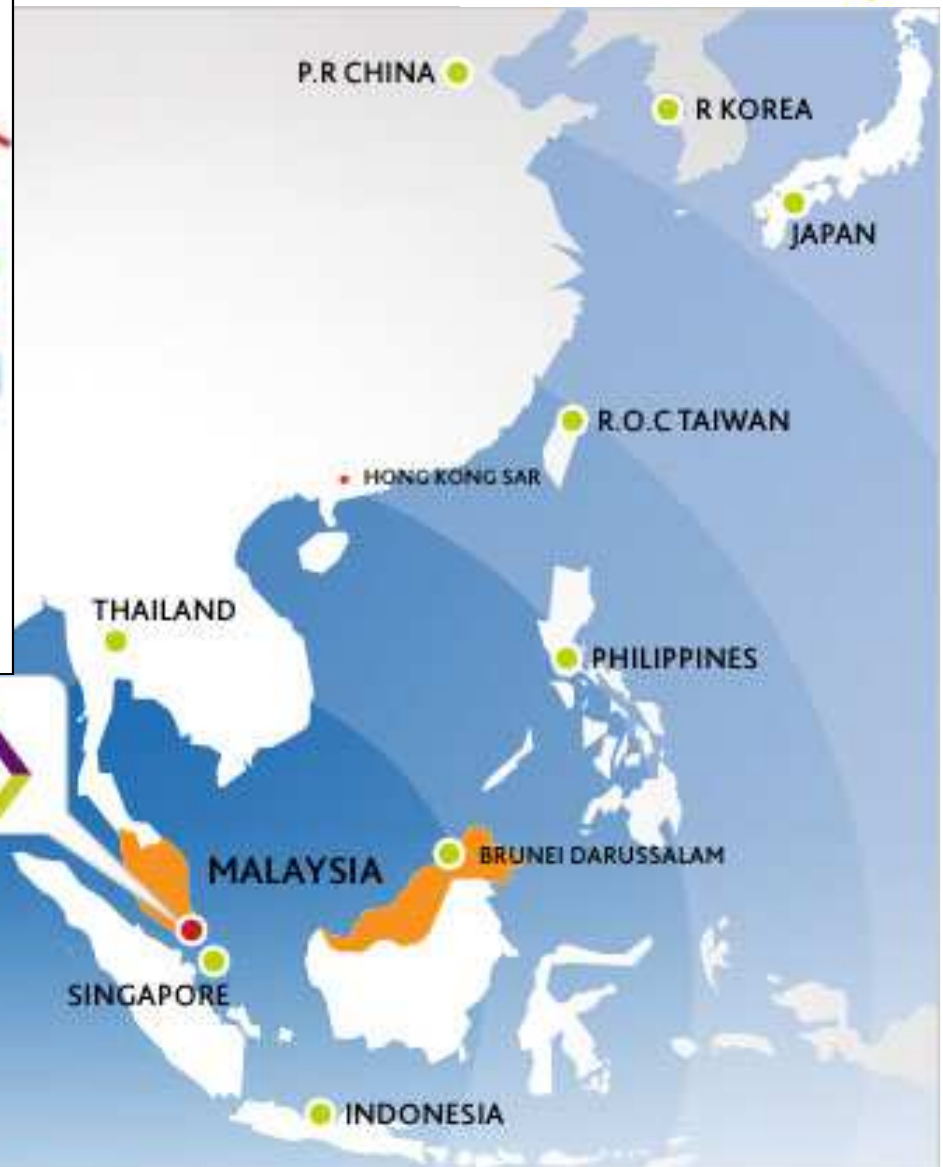 P.R CHINA
R KOREA
JAPAN
R.O.C TAIWAN
HONG KONG SAR
THAILAND
PHILIPPINES
MALAYSIA
BRUNEI DARUSSALAM
SINGAPORE
INDONESIA